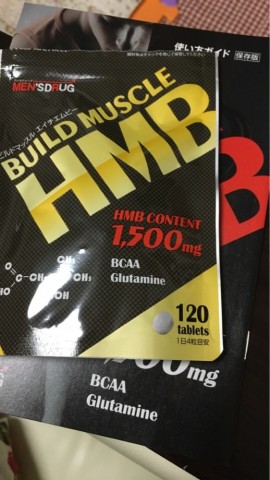 使い方ガイド 保存版
MEN'SDRUG
ビルドマッスル エイチエムビー
BUILD MUSCLE
HMB
HMB CONTENT
1,500mg
BCAA
Glutamine
120
tablets
1日4粒目安
B
mg
BCAA
Glutamine